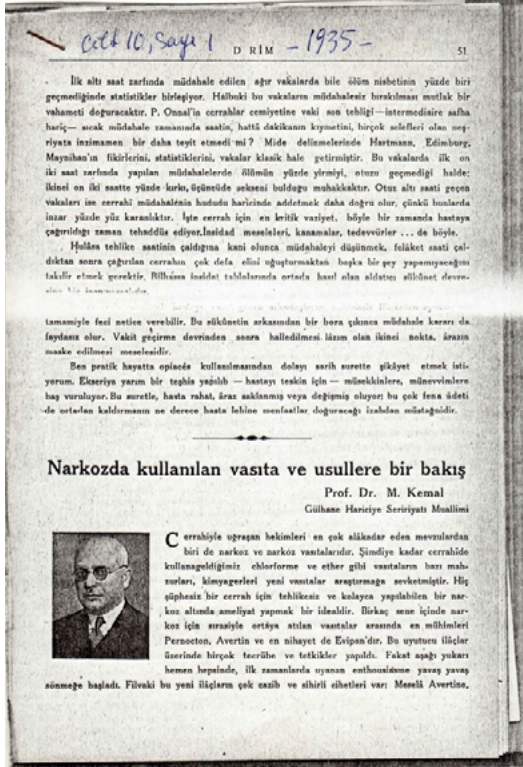 Cilt 10, Sayı 1
DİRİM
-1935-
51
İlk altı saat zarfında müdahale edilen ağır vakalarda bile ölüm nisbetinin yüzde biri
geçmediğinde statistikler birleşiyor. Halbuki bu vakaların müdahalesiz bırakılması mutlak bir
vahameti doğuracaktır. P. Onnal'in cerrahlar cemiyetine vaki son tebliği—intermediaire safha
hariç— sıcak müdahale zamanında saatin, hattâ dakikanın kıymetini, birçok selefleri olan neş-
riyata inzimamen bir daha teyit etmedi mi? Mide delinmelerinde Hartmann, Edimburg,
Maynihan'ın fikirlerini, statistiklerini, vakalar klasik hale getirmiştir. Bu vakalarda ilk on
iki saat zarfında yapılan müdahalelerde ölümün yüzde yirmiyi, otuzu geçmediği halde;
ikinci on iki saatte yüzde kırkı, üçüncüde sekseni bulduğu muhakkaktır. Otuz altı saati geçen
vakaları ise cerrahî müdahalenin hududu haricinde addetmek daha doğru olur, çünkü bunlarda
inzar yüzde yüz karanlıktır. İşte cerrah için en kritik vaziyet, böyle bir zamanda hastaya
çağırıldığı zaman tehaddüs ediyor. İnsidad meseleleri, kanamalar, tedevvürler ... de böyle.
Hulâsa tehlike saatinin çaldığına kani olunca müdahaleyi düşünmek, felâket saati çal-
dıktan sonra çağırılan cerrahın çok defa elini uğuşturmaktan başka bir şey yapamıyacağını
takdir etmek gerektir. Bilhassa insidat tablolarında ortada hasıl olan aldatıcı sükûnet devre-
tamamiyle feci netice verebilir. Bu sükûnetin arkasından bir bora çıkınca müdahale kararı da
faydasız olur. Vakit geçirme devrinden sonra halledilmesi lâzım olan ikinci nokta, ârazın
maske edilmesi meselesidir.
Ben pratik hayatta opiacés kullanılmasından dolayı sarih surette şikâyet etmek isti-
yorum. Ekseriya yarım bir teşhis yapılıb — hastayı teskin için — müsekkinlere, münevvimlere
baş vuruluyor. Bu suretle, hasta rahat, âraz saklanmış veya değişmiş oluyor; bu çok fena âdeti
de ortadan kaldırmanın ne derece hasta lehine menfaatlar doğuracağı izahdan müstağnidir.
Narkozda kullanılan vasıta ve usullere bir bakış
Prof. Dr. M. Kemal
Gülhane Hariciye Seririyatı Muallimi
Cerrahiyle uğraşan hekimleri en çok alâkadar eden mevzulardan
biri de narkoz ve narkoz vasıtalarıdır. Şimdiye kadar cerrahide
kullanageldiğimiz chlorforme ve ether gibi vasıtaların bazı mah-
zurları, kimyagerleri yeni vasıtalar araştırmağa sevketmiştir. Hiç
şüphesiz bir cerrah için tehlikesiz ve kolayca yapılabilen bir nar-
koz altında ameliyat yapmak bir idealdir. Birkaç sene içinde nar-
koz için sırasiyle ortaya atılan vasıtalar arasında en mühimleri
Pernocton, Avertin ve en nihayet de Evipan'dır. Bu uyutucu ilâçlar
üzerinde birçok tecrübe ve tetkikler yapıldı. Fakat aşağı yukarı
hemen hepsinde, ilk zamanlarda uyanan enthousiasme yavaş yavaş
sönmeğe başladı. Filvaki bu yeni ilâçların çok cazib ve sihirli cihetleri var: Meselâ Avertine,